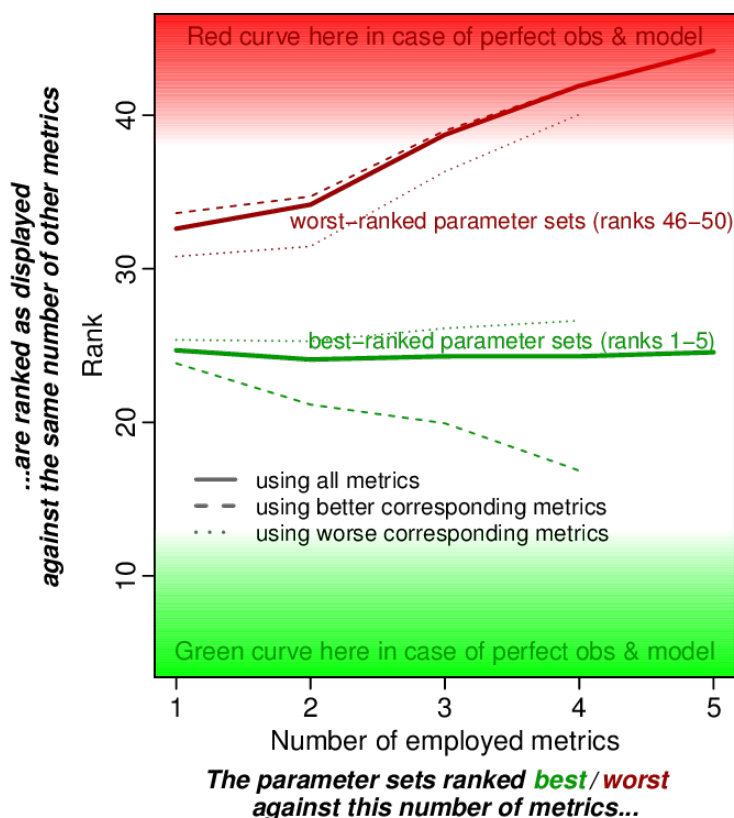 Red curve here in case of perfect obs & model
...are ranked as displayed
against the same number of other metrics
Rank
40
30
20
10
worst−ranked parameter sets (ranks 46−50)
best−ranked parameter sets (ranks 1−5)
using all metrics
using better corresponding metrics
using worse corresponding metrics
Green curve here in case of perfect obs & model
1 2 3 4 5
Number of employed metrics
The parameter sets ranked best / worst
against this number of metrics...